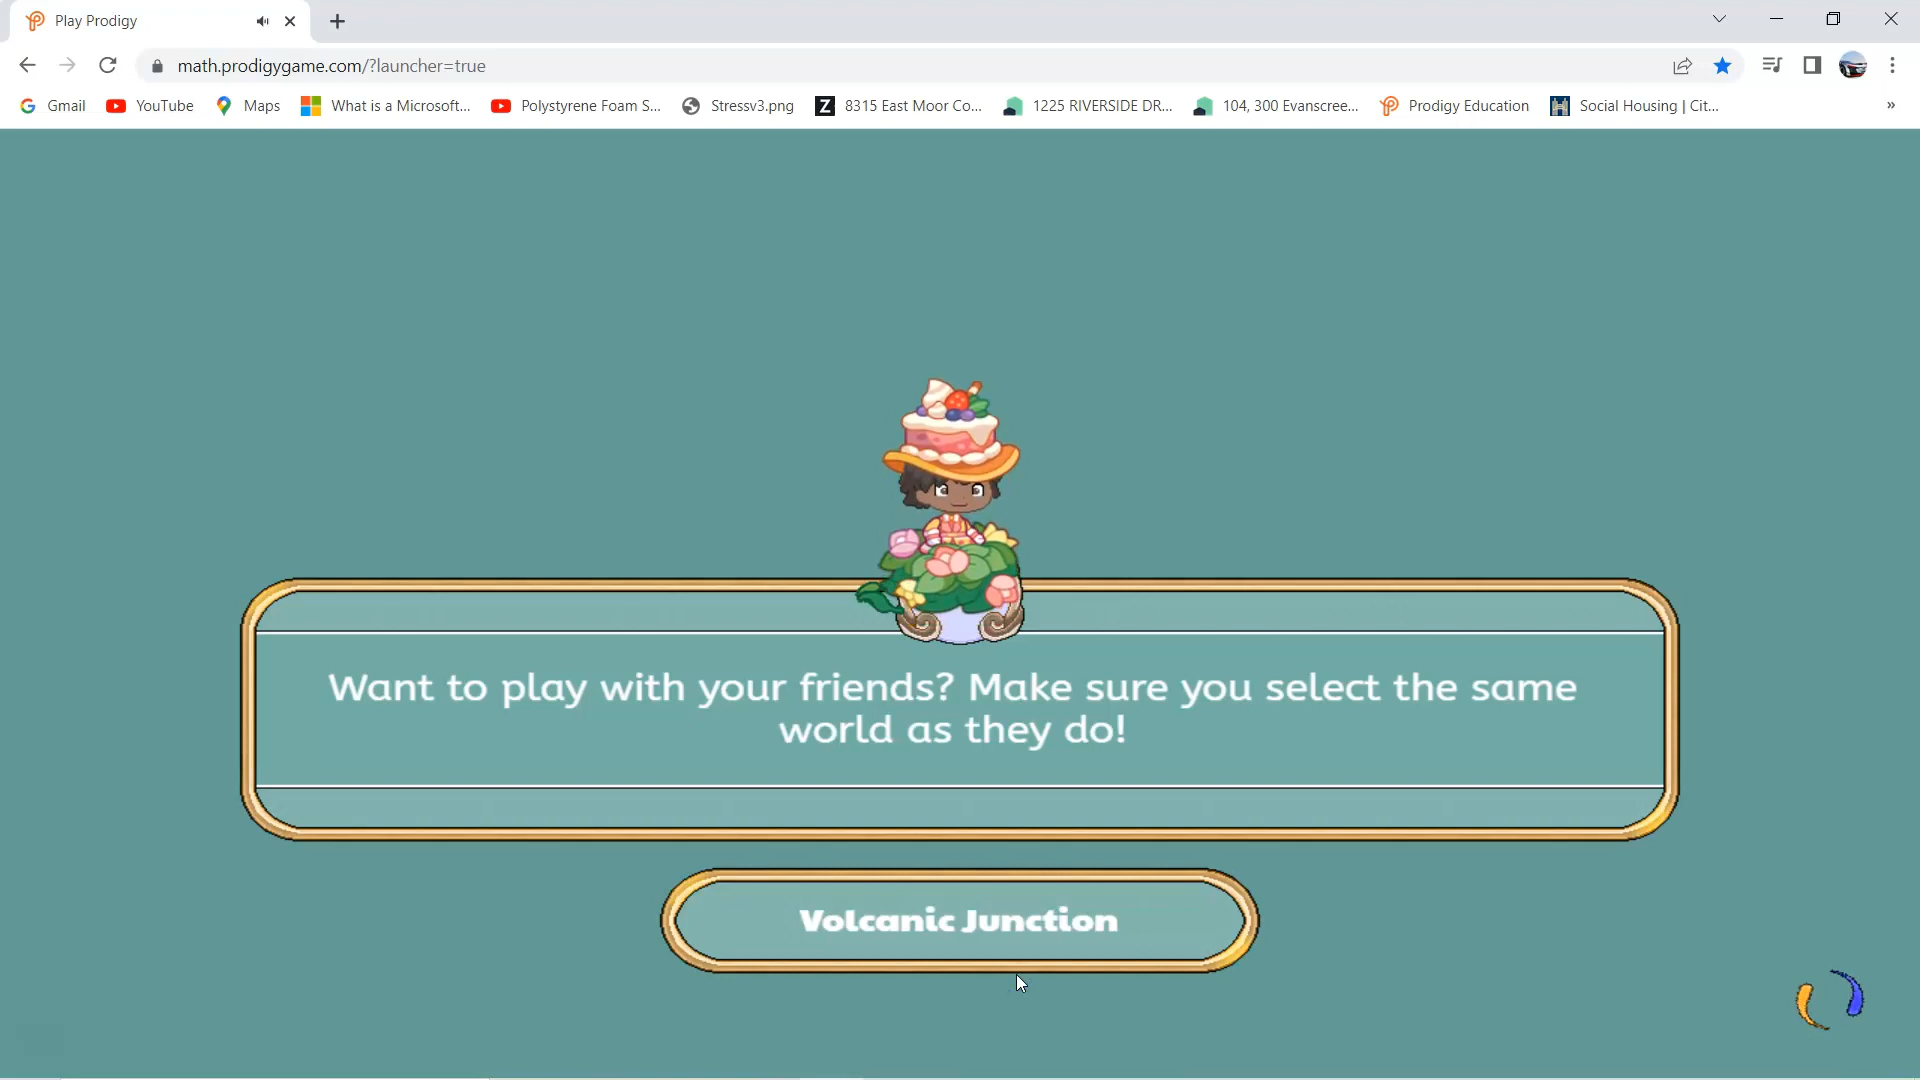 Play Prodigy
math.prodigygame.com/?launcher=true
Gmail YouTube Maps What is a Microsoft... Polystyrene Foam S... Stressv3.png 8315 East Moor Co... 1225 RIVERSIDE DR... 104, 300 Evanscree... Prodigy Education Social Housing | Cit... »
Want to play with your friends? Make sure you select the same
world as they do!
Volcanic Junction